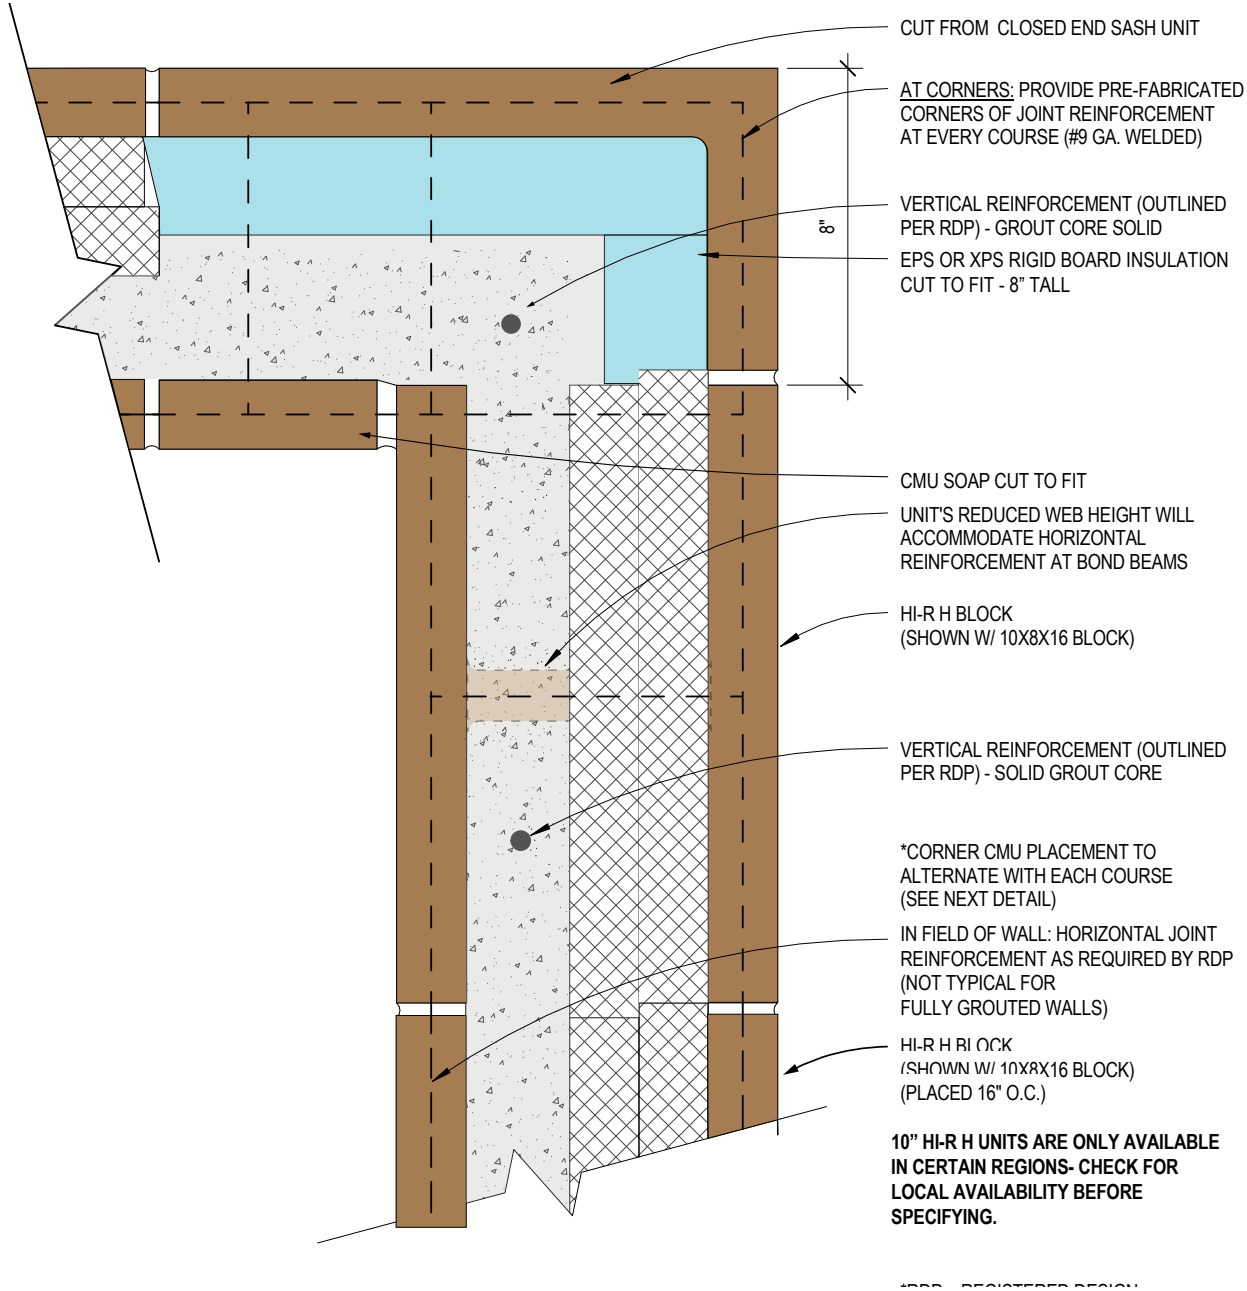 CUT FROM CLOSED END SASH UNIT
AT CORNERS: PROVIDE PRE-FABRICATED
CORNERS OF JOINT REINFORCEMENT
AT EVERY COURSE (#9 GA. WELDED)
VERTICAL REINFORCEMENT (OUTLINED
PER RDP) - GROUT CORE SOLID
8"
EPS OR XPS RIGID BOARD INSULATION
CUT TO FIT - 8” TALL
CMU SOAP CUT TO FIT
UNIT'S REDUCED WEB HEIGHT WILL
ACCOMMODATE HORIZONTAL
REINFORCEMENT AT BOND BEAMS
HI-R H BLOCK
(SHOWN W/ 10X8X16 BLOCK)
VERTICAL REINFORCEMENT (OUTLINED
PER RDP) - SOLID GROUT CORE
*CORNER CMU PLACEMENT TO
ALTERNATE WITH EACH COURSE
(SEE NEXT DETAIL)
IN FIELD OF WALL: HORIZONTAL JOINT
REINFORCEMENT AS REQUIRED BY RDP
(NOT TYPICAL FOR
FULLY GROUTED WALLS)
HI-R H BLOCK
(SHOWN W/ 10X8X16 BLOCK)
(PLACED 16" O.C.)
10” HI-R H UNITS ARE ONLY AVAILABLE
IN CERTAIN REGIONS- CHECK FOR
LOCAL AVAILABILITY BEFORE
SPECIFYING.